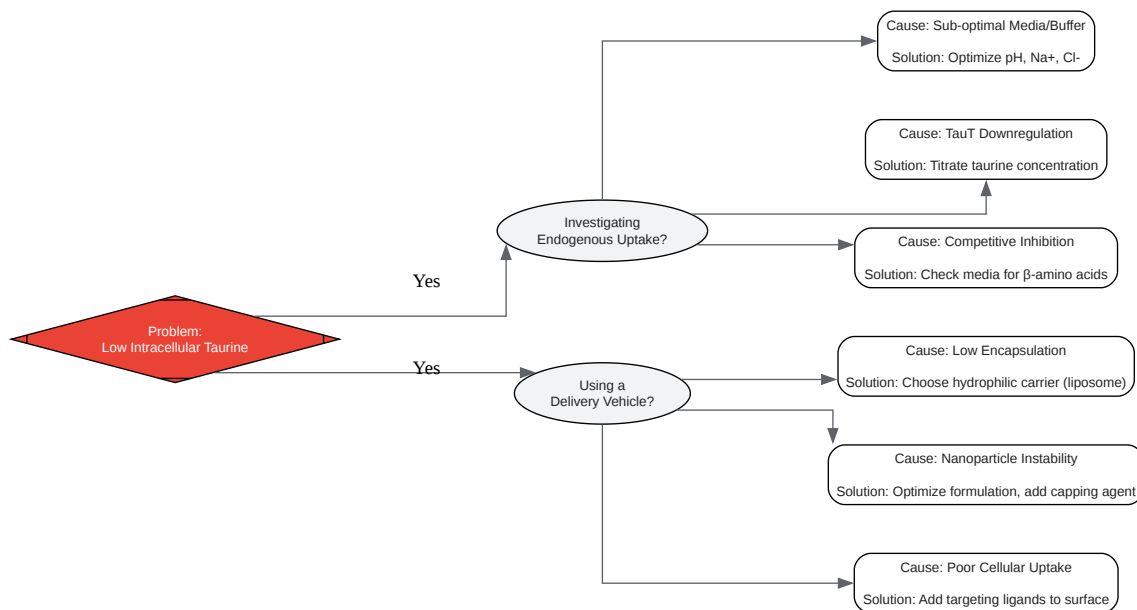 Problem:
Low Intracellular Taurine
Yes
Yes
Investigating
Endogenous Uptake?
Using a
Delivery Vehicle?
Cause: Sub-optimal Media/Buffer
Solution: Optimize pH, Na+, Cl-
Cause: TauT Downregulation
Solution: Titrate taurine concentration
Cause: Competitive Inhibition
Solution: Check media for β-amino acids
Cause: Low Encapsulation
Solution: Choose hydrophilic carrier (liposome)
Cause: Nanoparticle Instability
Solution: Optimize formulation, add capping agent
Cause: Poor Cellular Uptake
Solution: Add targeting ligands to surface